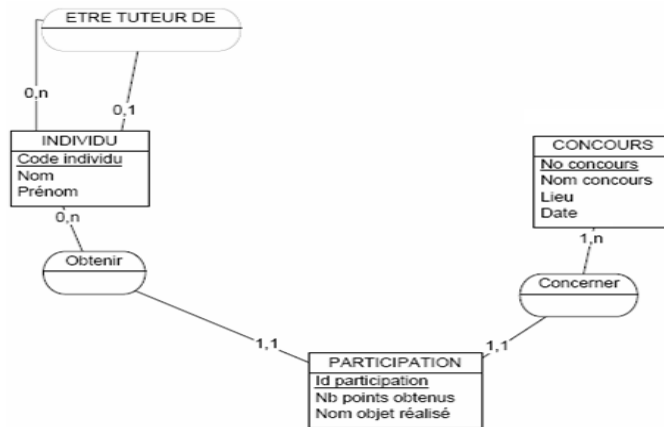 ETRE TUTEUR DE
0,n
0,1
INDIVIDU
Code individu
Nom
Prénom
CONCOURS
No concours
Nom concours
Lieu
Date
0,n
1,n
Obtenir
Concerner
1,1
1,1
PARTICIPATION
Id participation
Nb points obtenus
Nom objet réalisé